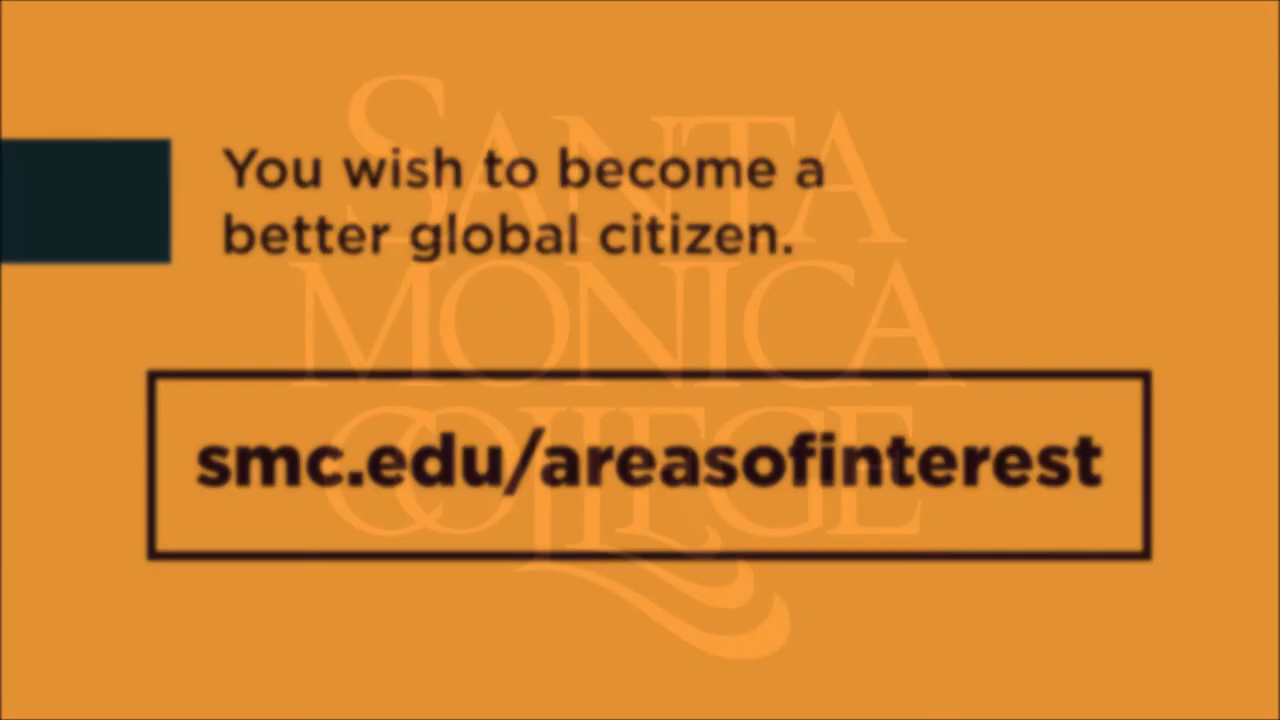 You wish to become a
better global citizen.
SANTA
MONICA
COLLEGE
smc.edu/areasofinterest